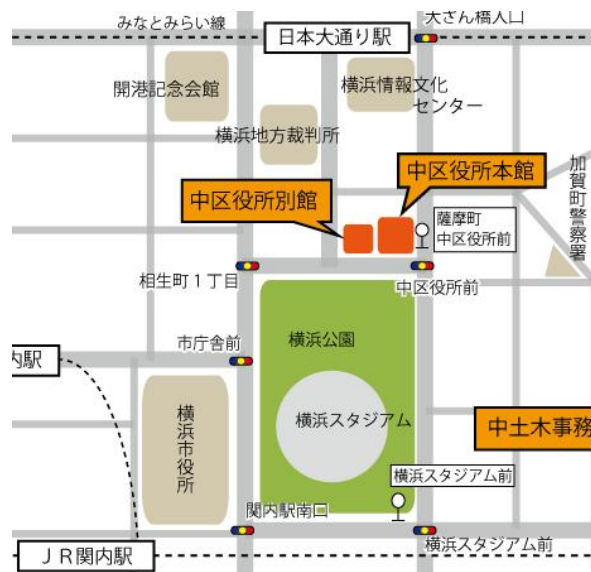 みなとみらい線
日本大通り駅
大さん橋入口
開港記念会館
横浜情報文化
センター
横浜地方裁判所
中区役所本館
中区役所別館
加賀町警察署
薩摩町
中区役所前
相生町1丁目
中区役所前
市庁舎前
横浜公園
内駅
横浜市役所
横浜スタジアム
中土木事務
横浜スタジアム前
関内駅南口
横浜スタジアム前
JR関内駅